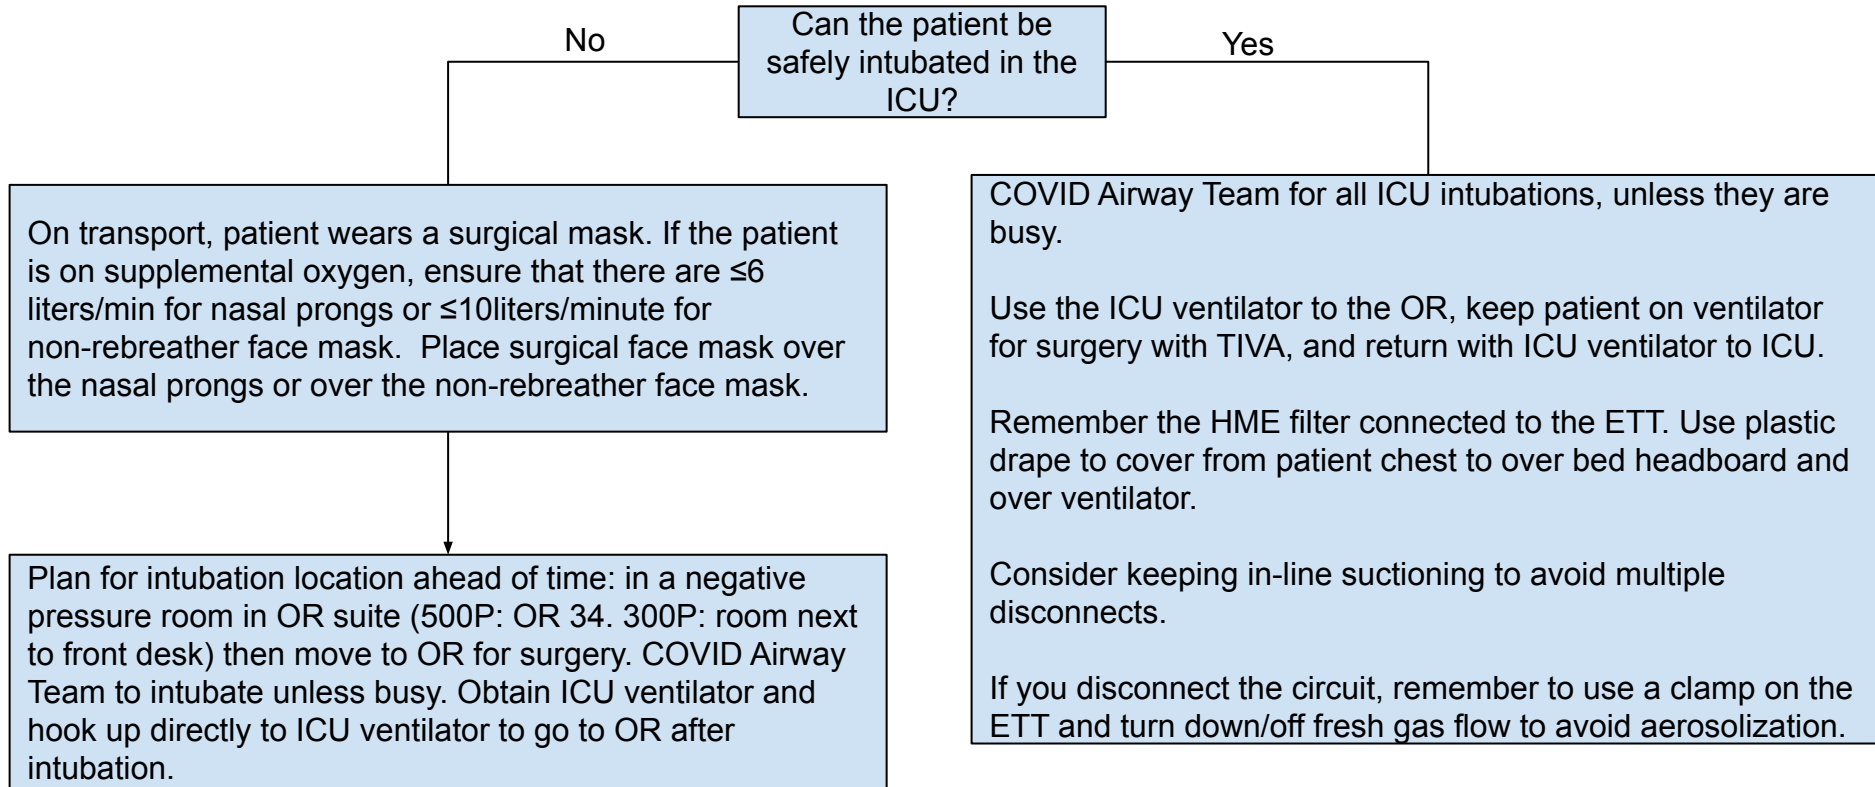 Can the patient be
safely intubated in the
ICU?
No
Yes
On transport, patient wears a surgical mask. If the patient
is on supplemental oxygen, ensure that there are ≤6
liters/min for nasal prongs or ≤10liters/minute for
non-rebreather face mask.  Place surgical face mask over
the nasal prongs or over the non-rebreather face mask.
Plan for intubation location ahead of time: in a negative
pressure room in OR suite (500P: OR 34. 300P: room next
to front desk) then move to OR for surgery. COVID Airway
Team to intubate unless busy. Obtain ICU ventilator and
hook up directly to ICU ventilator to go to OR after
intubation.
COVID Airway Team for all ICU intubations, unless they are
busy.
Use the ICU ventilator to the OR, keep patient on ventilator
for surgery with TIVA, and return with ICU ventilator to ICU.
Remember the HME filter connected to the ETT. Use plastic
drape to cover from patient chest to over bed headboard and
over ventilator.
Consider keeping in-line suctioning to avoid multiple
disconnects.
If you disconnect the circuit, remember to use a clamp on the
ETT and turn down/off fresh gas flow to avoid aerosolization.